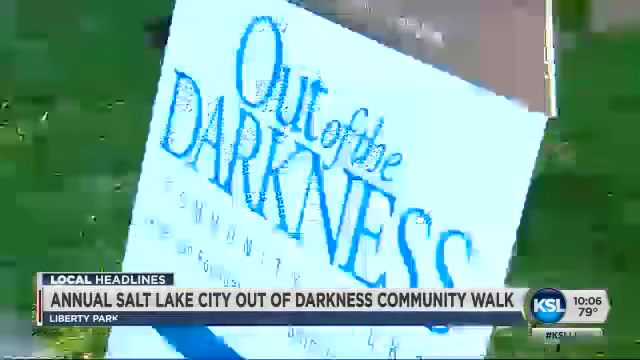 Out of the
DARKNESS
COMMUNITY
LOCAL HEADLINES
ANNUAL SALT LAKE CITY OUT OF DARKNESS COMMUNITY WALK
LIBERTY PARK
KSL
10:06
79°